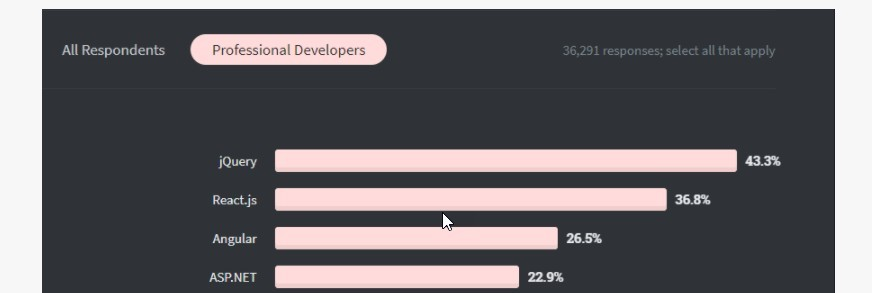 All Respondents Professional Developers 36,291 responses; select all that apply
jQuery 43.3%
React.js 36.8%
Angular 26.5%
ASP.NET 22.9%